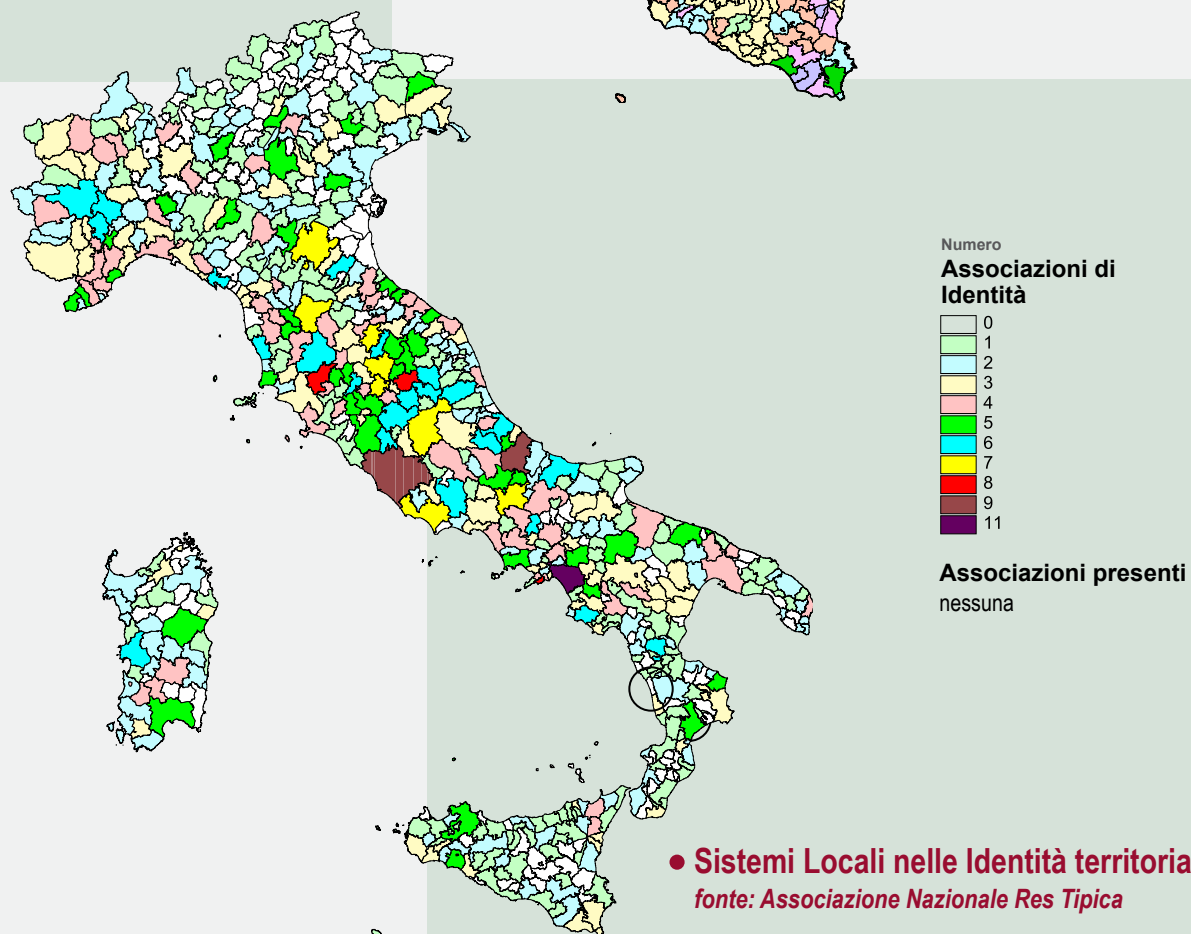 Numero
Associazioni di
Identità
0
1
2
3
4
5
6
7
8
9
11
Associazioni presenti
nessuna
• Sistemi Locali nelle Identità territoria
fonte: Associazione Nazionale Res Tipica